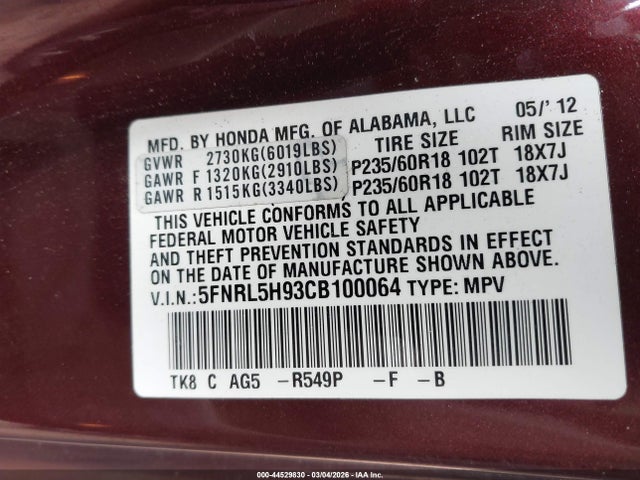 MFD. BY HONDA MFG. OF ALABAMA, LLC 05/' 12
GVWR 2730KG(6019LBS) TIRE SIZE RIM SIZE
GAWR F 1320KG(2910LBS) P235/60R18 102T 18X7J
GAWR R 1515KG(3340LBS) P235/60R18 102T 18X7J
THIS VEHICLE CONFORMS TO ALL APPLICABLE
FEDERAL MOTOR VEHICLE SAFETY
AND THEFT PREVENTION STANDARDS IN EFFECT
ON THE DATE OF MANUFACTURE SHOWN ABOVE.
V.I.N.:5FNRL5H93CB100064 TYPE: MPV
TK8 C AG5 -R549P -F -B
000-44529830 - 03/04/2026 - IAA Inc.